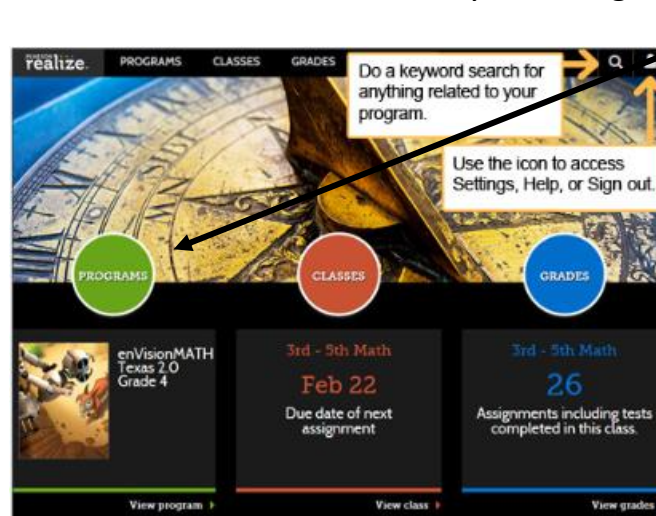 PEARSON
realize.
PROGRAMS CLASSES GRADES
Do a keyword search for
anything related to your
program.
Use the icon to access
Settings, Help, or Sign out.
PROGRAMS
CLASSES
GRADES
enVisionMATH
Texas 2.0
Grade 4
3rd - 5th Math
Feb 22
Due date of next
assignment
3rd - 5th Math
26
Assignments including tests
completed in this class.
View program
View class
View grades